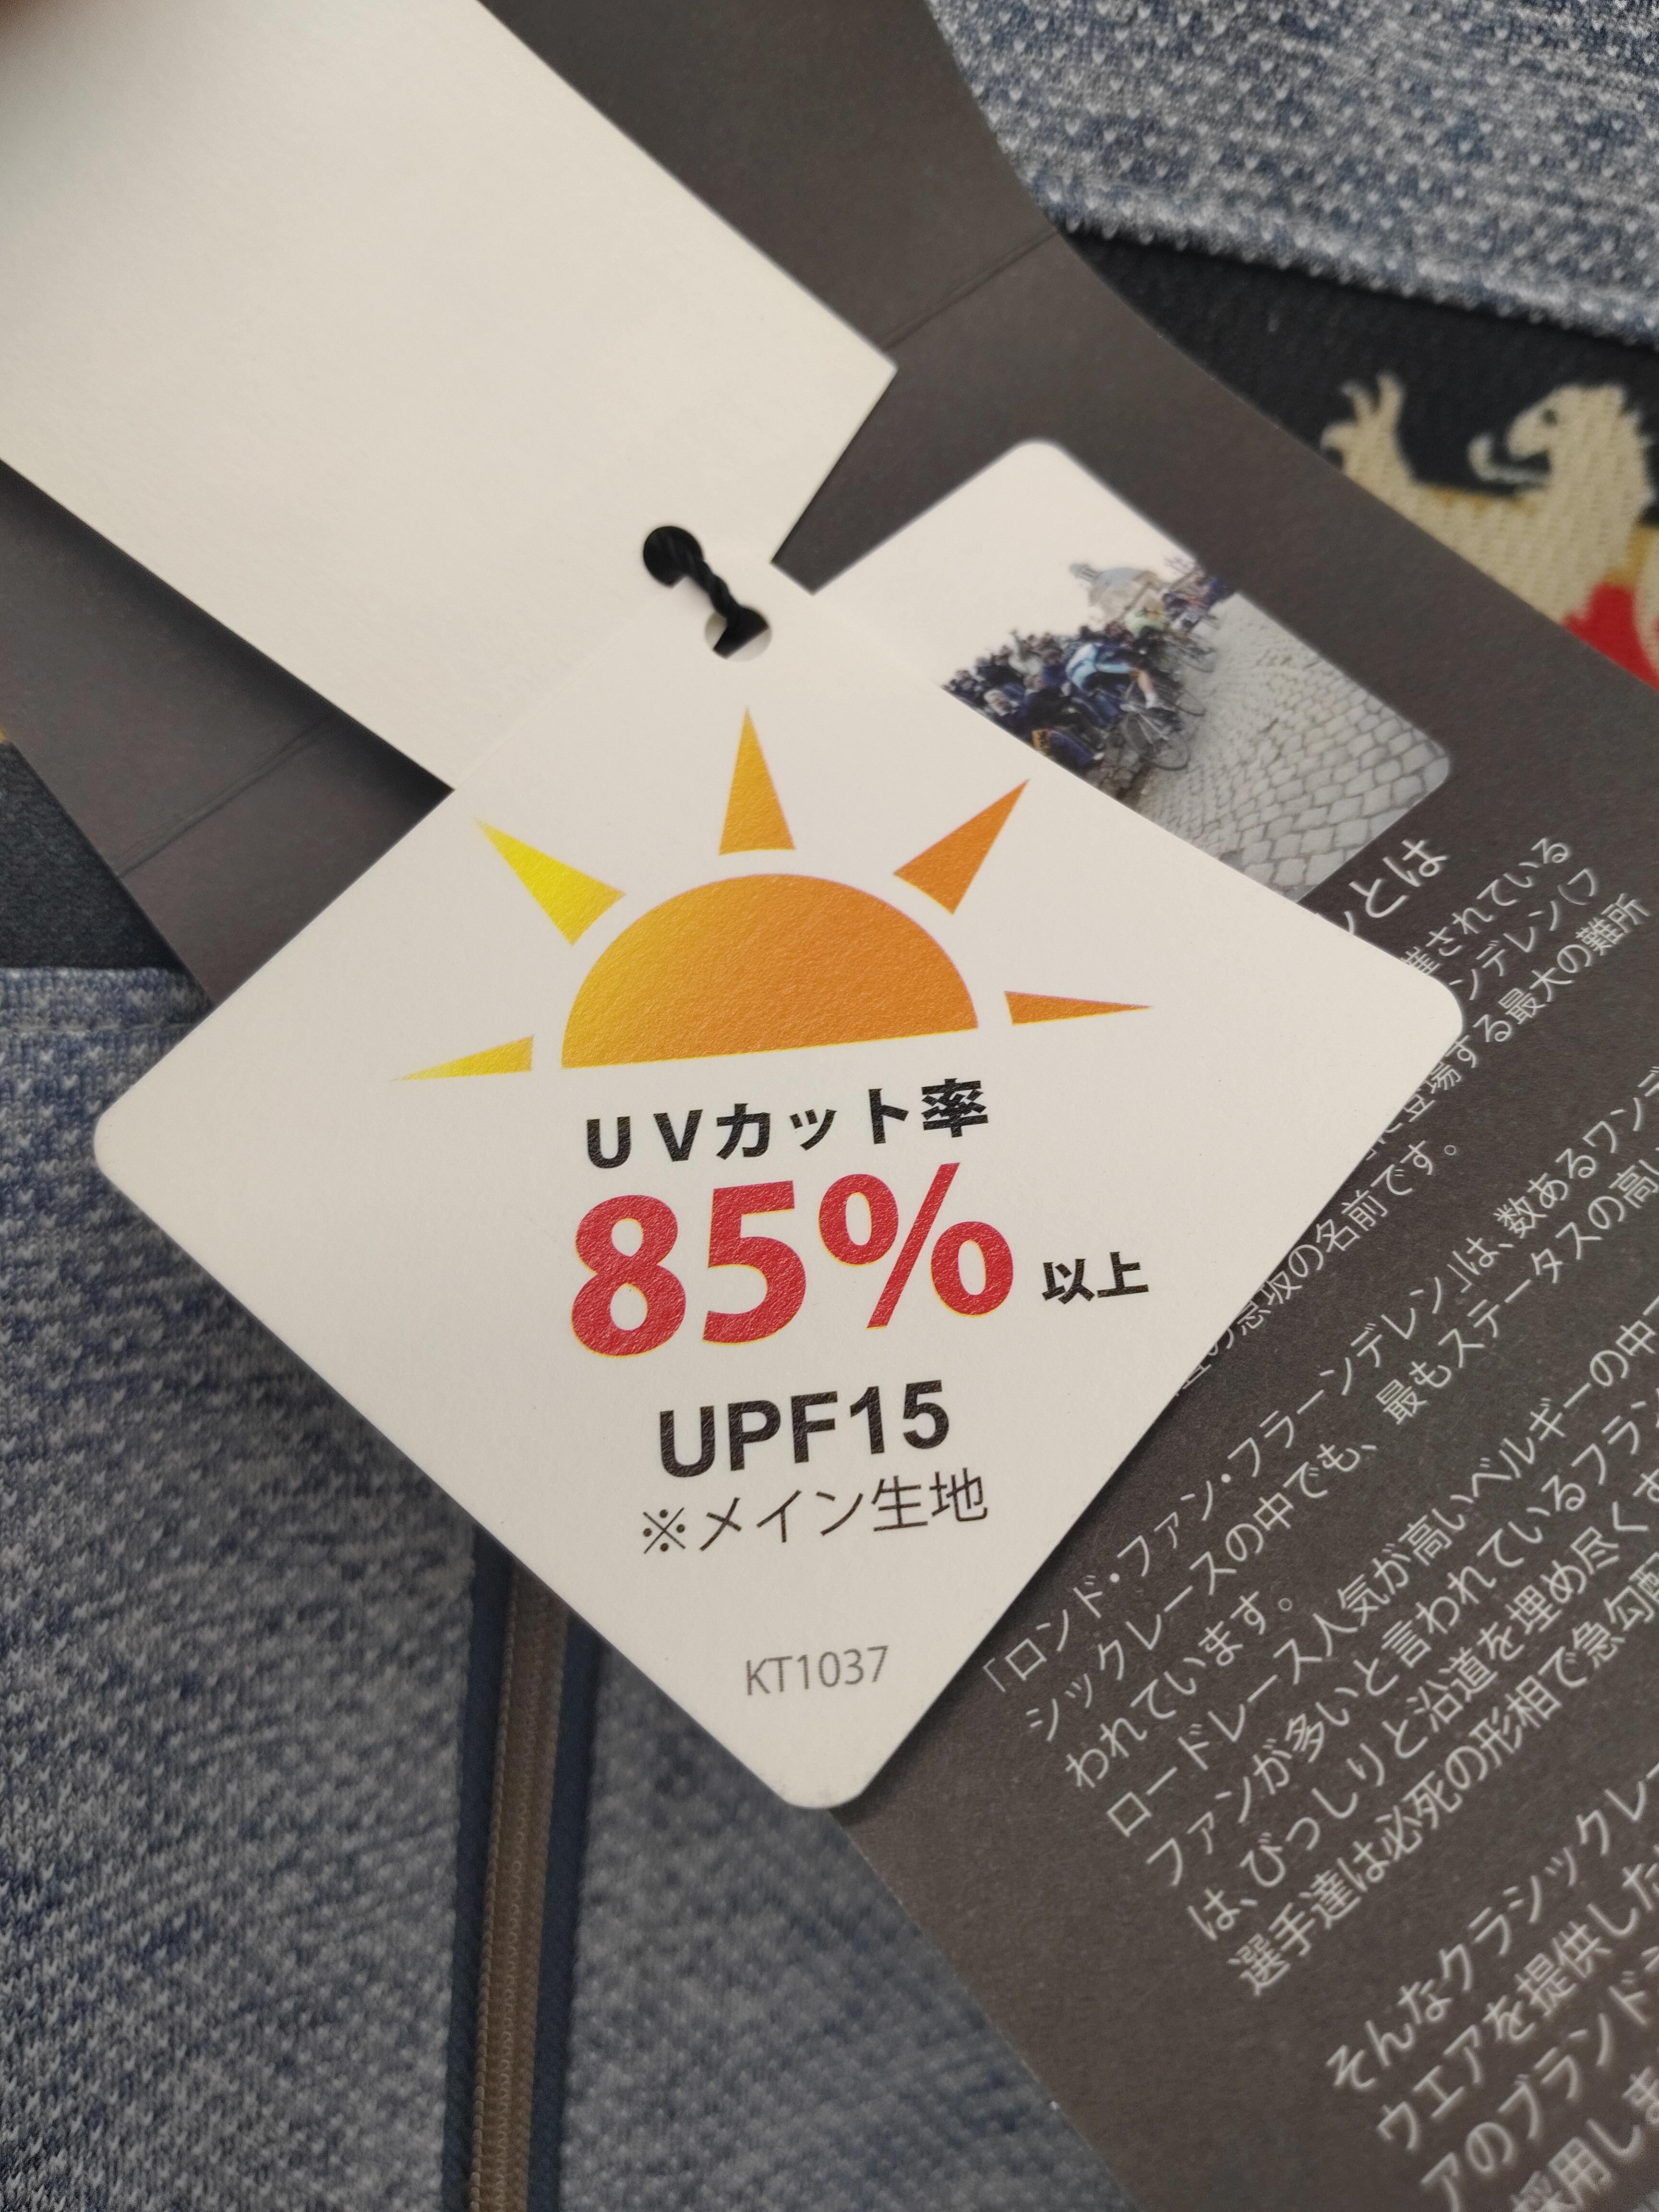 UVカット率
85% 以上
UPF15
※メイン生地
KT1037
ンとは
催されている
ンデレン(フ
に登場する最大の難所
の急坂の名前です。
「ロンド・ファン・フラーンデレン」は、数あるワンデ
シックレースの中でも、最もステータスの高い
われています。
ロードレース人気が高いベルギーの中
ファンが多いと言われているフラン
は、びっしりと沿道を埋め尽くす
選手達は必死の形相で急勾配
そんなクラシックレー
ウエアを提供した
アのブランド
採用しま